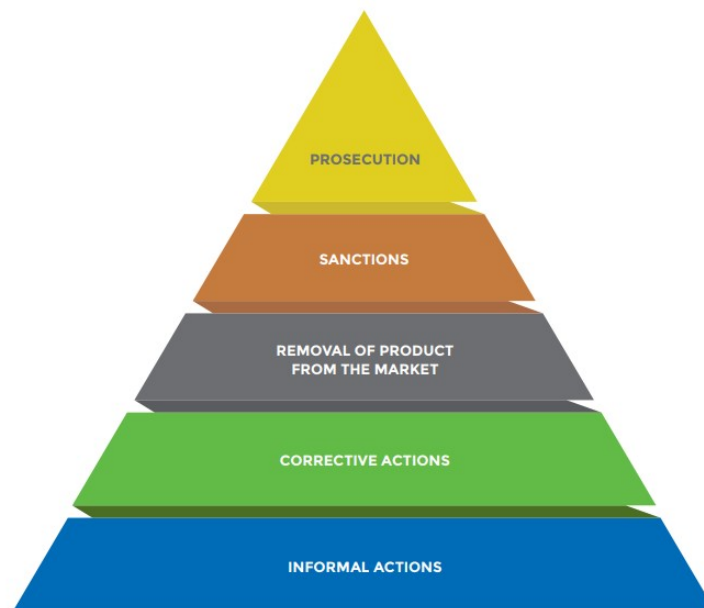 PROSECUTION
SANCTIONS
REMOVAL OF PRODUCT
FROM THE MARKET
CORRECTIVE ACTIONS
INFORMAL ACTIONS